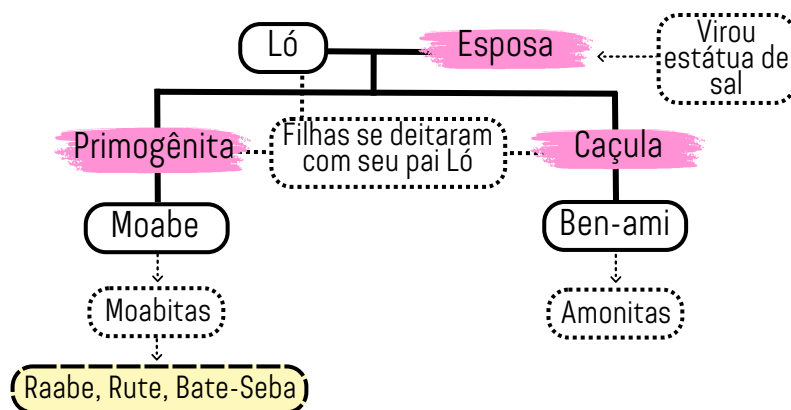 Ló
Esposa
Virou
estátua de
sal
Primogênita
Filhas se deitaram
com seu pai Ló
Caçula
Moabe
Ben-ami
Moabitas
Amonitas
Raabe, Rute, Bate-Seba